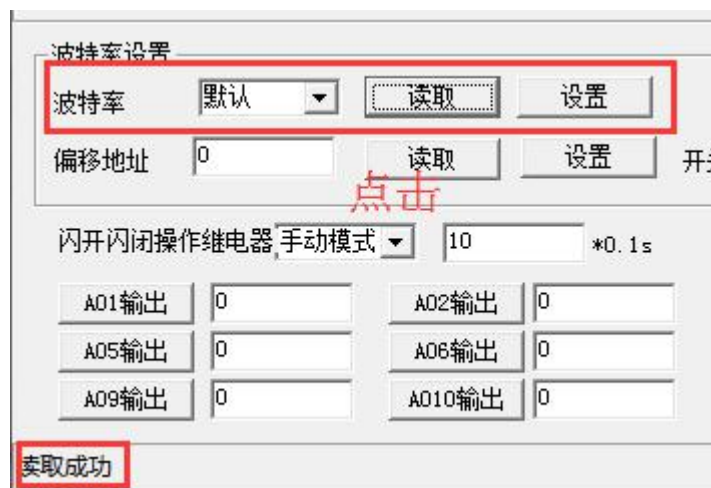 波特率设置
波特率 默认 读取 设置
偏移地址 0 读取 设置 开
点击
闪开闪闭操作继电器 手动模式 10 *0.1s
A01输出 0 A02输出 0
A05输出 0 A06输出 0
A09输出 0 A010输出 0
读取成功